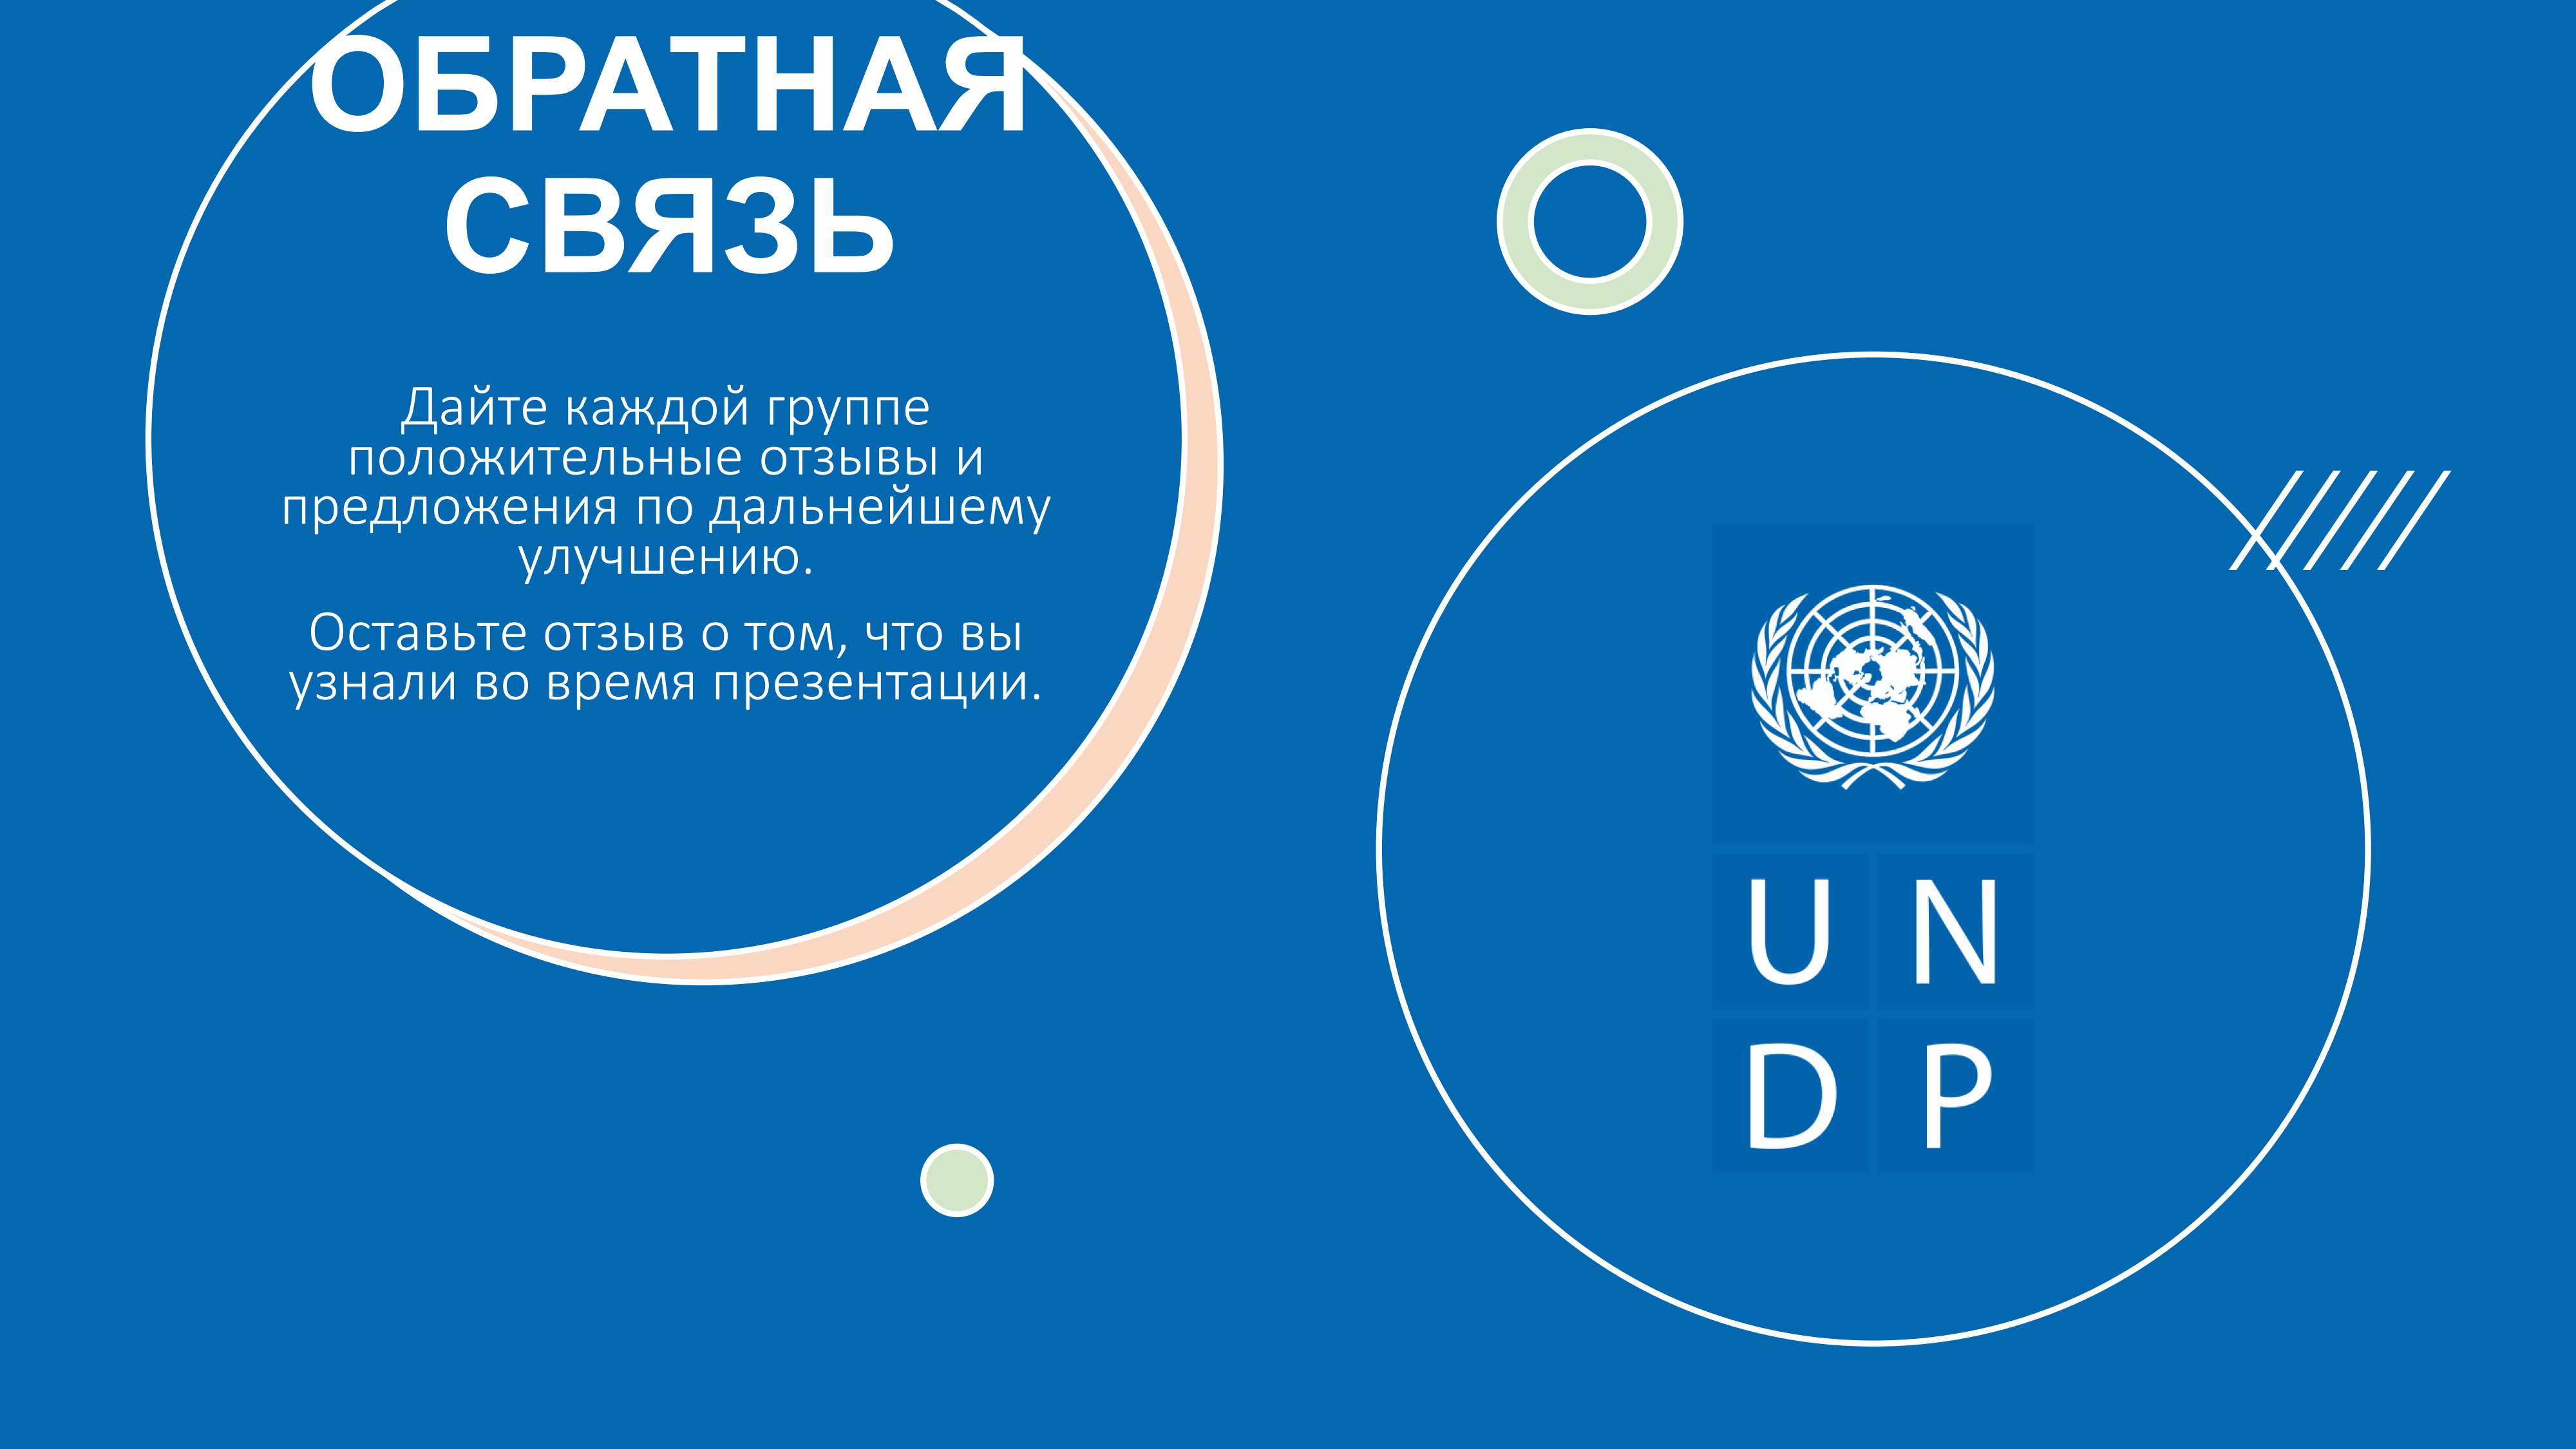 ОБРАТНАЯ
СВЯЗЬ
Дайте каждой группе
положительные отзывы и
предложения по дальнейшему
улучшению.
Оставьте отзыв о том, что вы
узнали во время презентации.
U N
D P